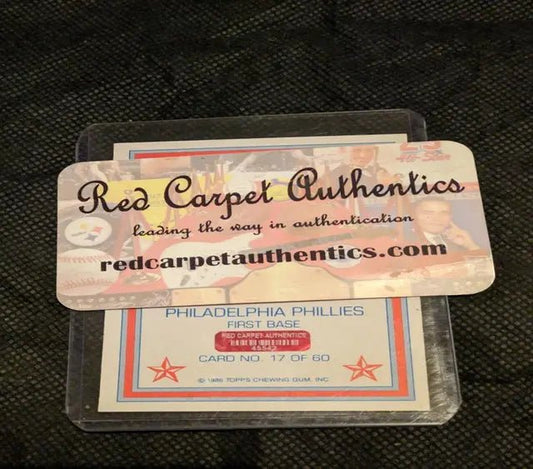 Red Carpet Authentics
leading the way in authentication
redcarpetauthentics.com
PHILADELPHIA PHILLIES
FIRST BASE
RED CARPET AUTHENTICS
45542
CARD NO. 17 OF 60
© 1986 TOPPS CHEWING GUM, INC.